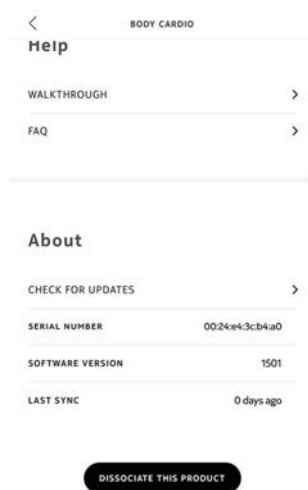 BODY CARDIO
Help
WALKTHROUGH
FAQ
About
CHECK FOR UPDATES
SERIAL NUMBER 00:24:e4:3c:b4:a0
SOFTWARE VERSION 1501
LAST SYNC 0 days ago
DISSOCIATE THIS PRODUCT